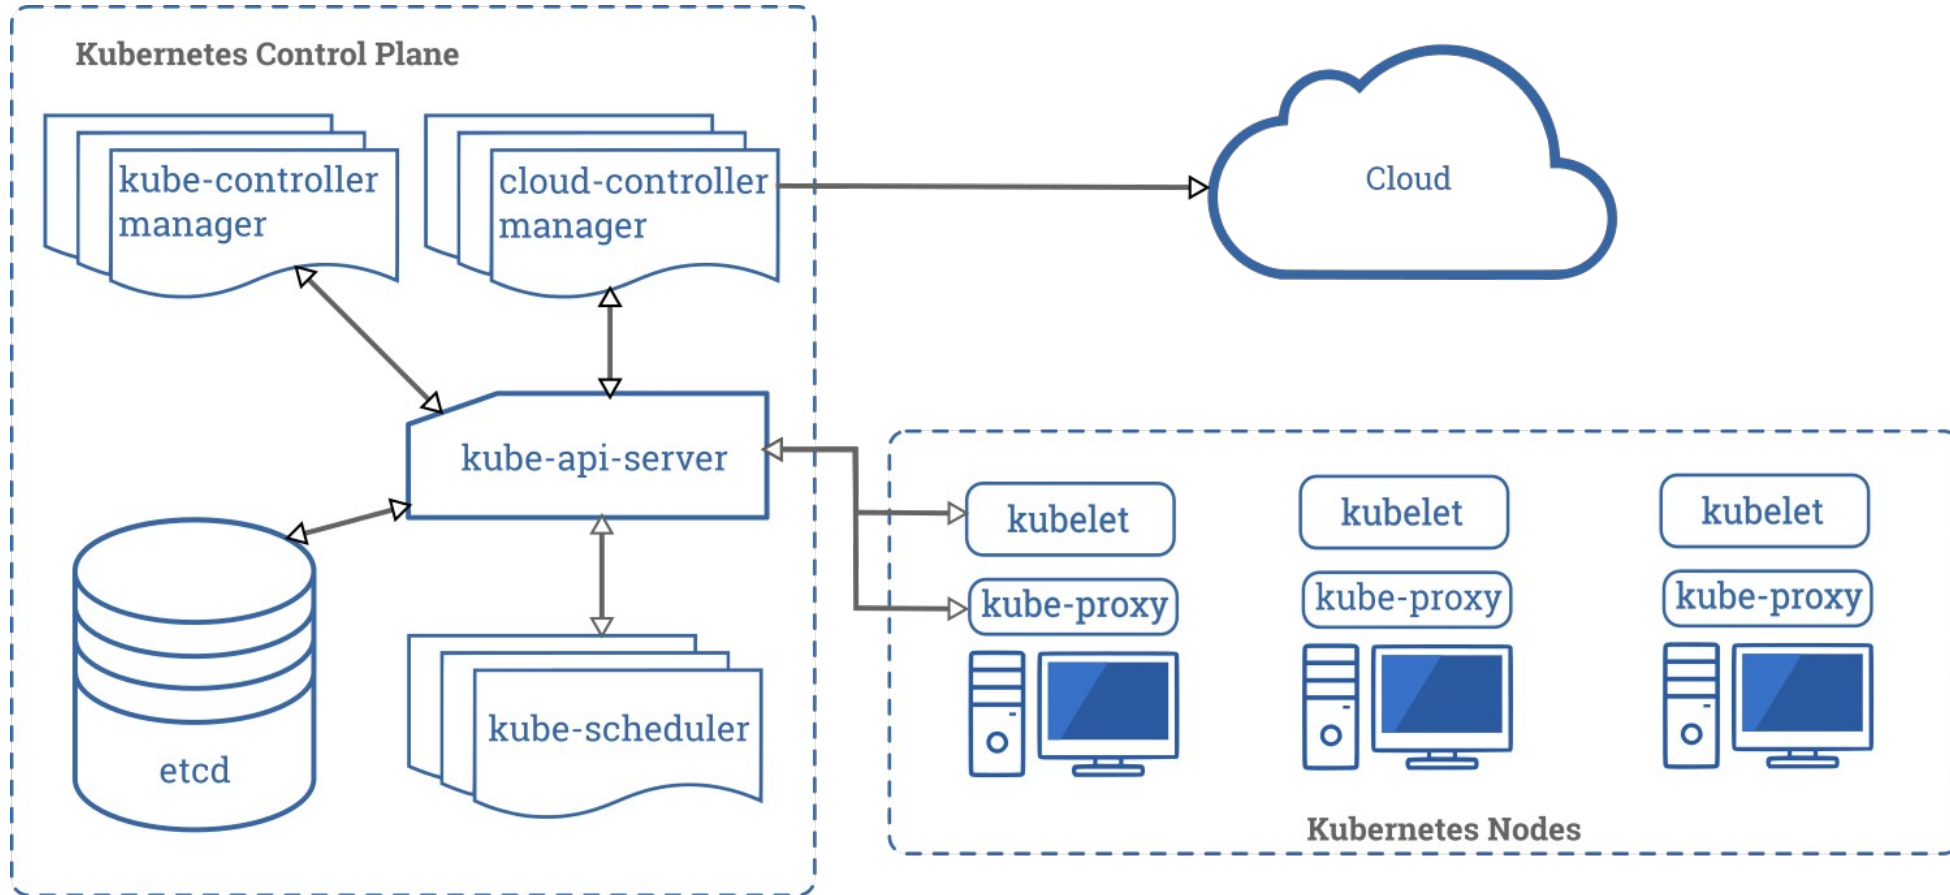 Kubernetes Control Plane
kube-controller
manager
cloud-controller
manager
Cloud
kube-api-server
etcd
kube-scheduler
kubelet
kube-proxy
kubelet
kube-proxy
kubelet
kube-proxy
Kubernetes Nodes